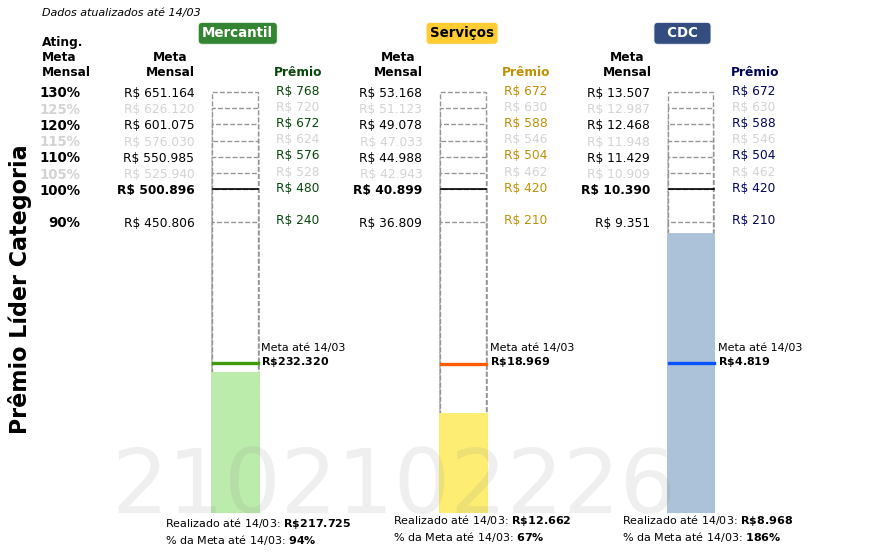 Dados atualizados até 14/03
Mercantil Serviços CDC
Ating.
Meta Meta Meta Meta
Mensal Mensal Prêmio Mensal Prêmio Mensal Prêmio
130% R$ 651.164 R$ 768 R$ 53.168 R$ 672 R$ 13.507 R$ 672
125% R$ 626.120 R$ 720 R$ 51.123 R$ 630 R$ 12.987 R$ 630
120% R$ 601.075 R$ 672 R$ 49.078 R$ 588 R$ 12.468 R$ 588
115% R$ 576.030 R$ 624 R$ 47.033 R$ 546 R$ 11.948 R$ 546
110% R$ 550.985 R$ 576 R$ 44.988 R$ 504 R$ 11.429 R$ 504
105% R$ 525.940 R$ 528 R$ 42.943 R$ 462 R$ 10.909 R$ 462
100% R$ 500.896 R$ 480 R$ 40.899 R$ 420 R$ 10.390 R$ 420
90% R$ 450.806 R$ 240 R$ 36.809 R$ 210 R$ 9.351 R$ 210
Prêmio Líder Categoria
Meta até 14/03 Meta até 14/03 Meta até 14/03
R$232.320 R$18.969 R$4.819
2102102226
Realizado até 14/03: R$217.725 Realizado até 14/03: R$12.662 Realizado até 14/03: R$8.968
% da Meta até 14/03: 94% % da Meta até 14/03: 67% % da Meta até 14/03: 186%